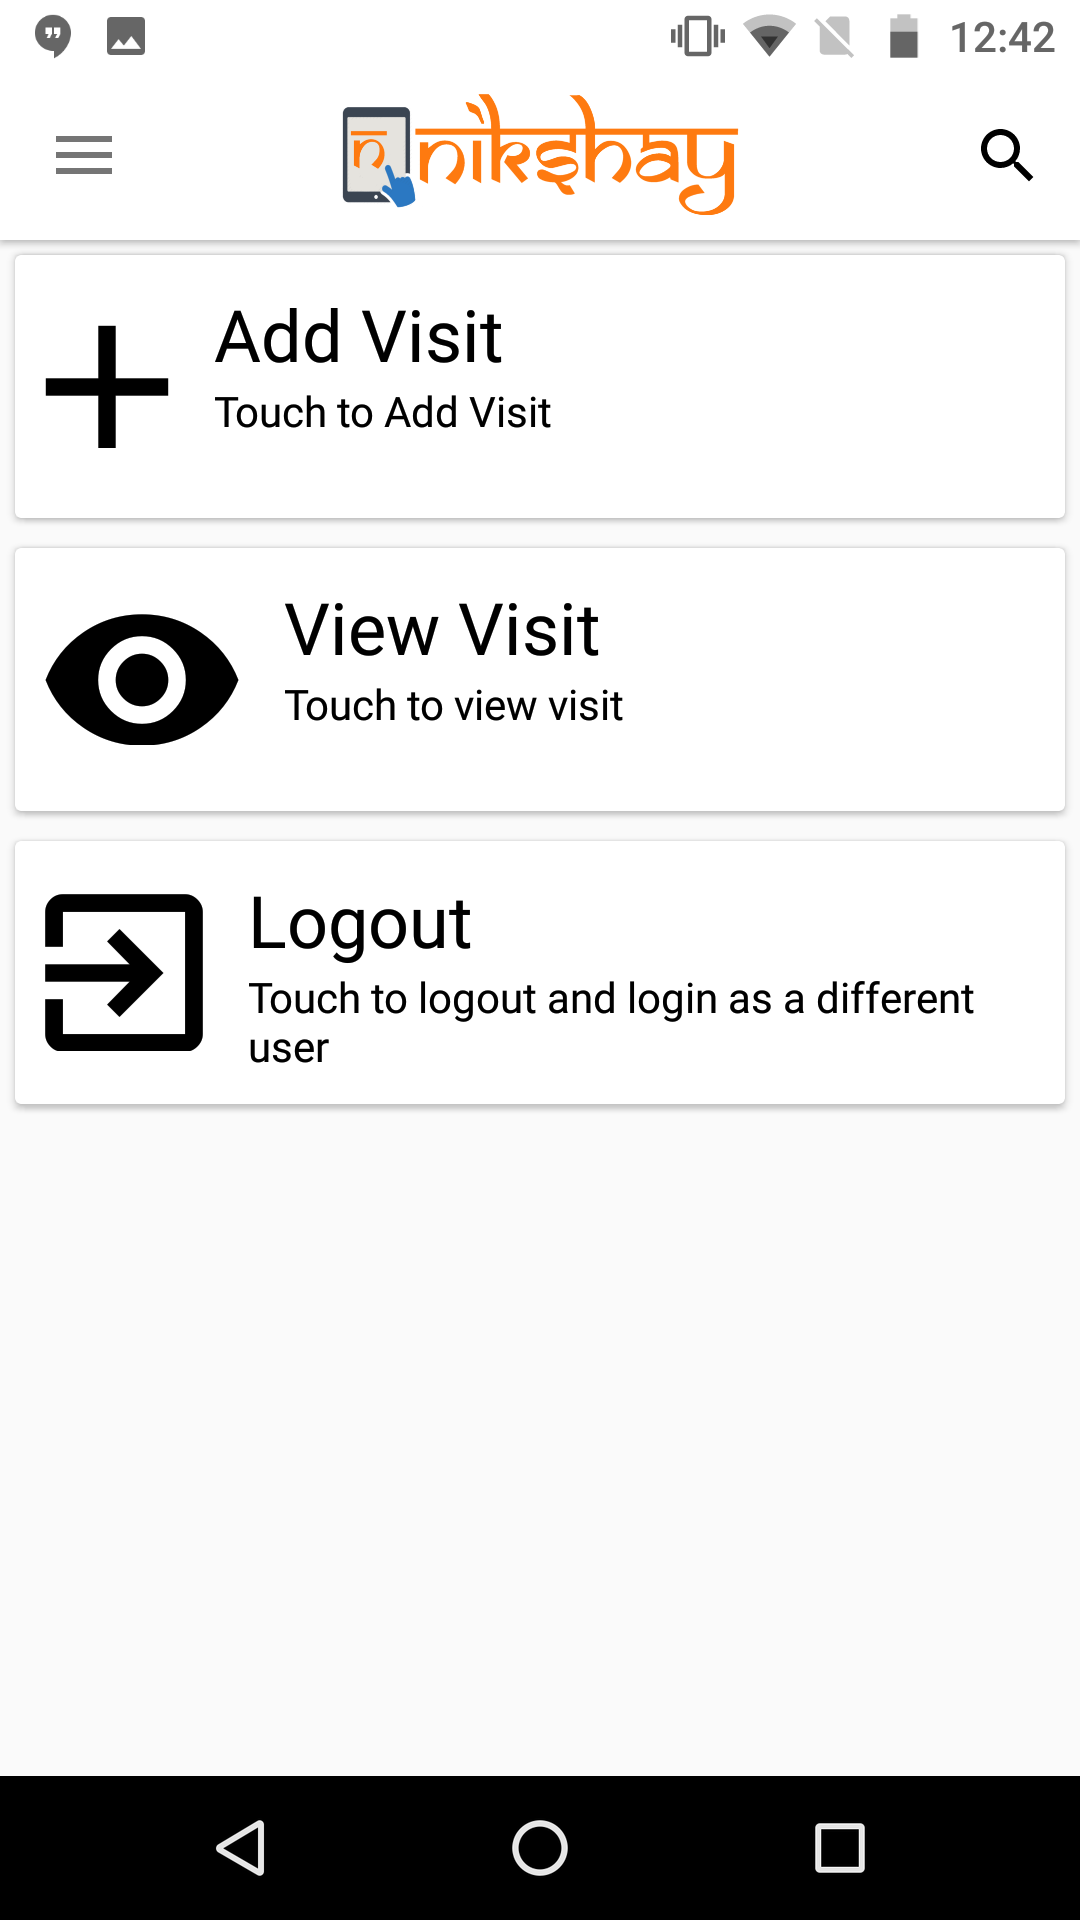 12:42
न nikshay
Add Visit
Touch to Add Visit
View Visit
Touch to view visit
Logout
Touch to logout and login as a different
user